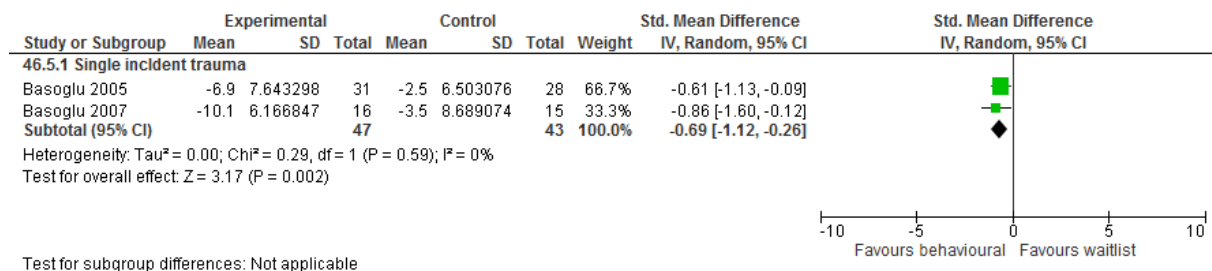 Experimental Control Std. Mean Difference Std. Mean Difference
Study or Subgroup Mean SD Total Mean SD Total Weight IV, Random, 95% CI IV, Random, 95% CI
46.5.1 Single incident trauma
Basoglu 2005 -6.9 7.643298 31 -2.5 6.503076 28 66.7% -0.61 [-1.13, -0.09]
Basoglu 2007 -10.1 6.166847 16 -3.5 8.689074 15 33.3% -0.86 [-1.60, -0.12]
Subtotal (95% CI) 47 43 100.0% -0.69 [-1.12, -0.26]
Heterogeneity: Tau² = 0.00; Chi² = 0.29, df = 1 (P = 0.59); I² = 0%
Test for overall effect: Z = 3.17 (P = 0.002)
-10 -5 0 5 10
Favours behavioural Favours waitlist
Test for subgroup differences: Not applicable